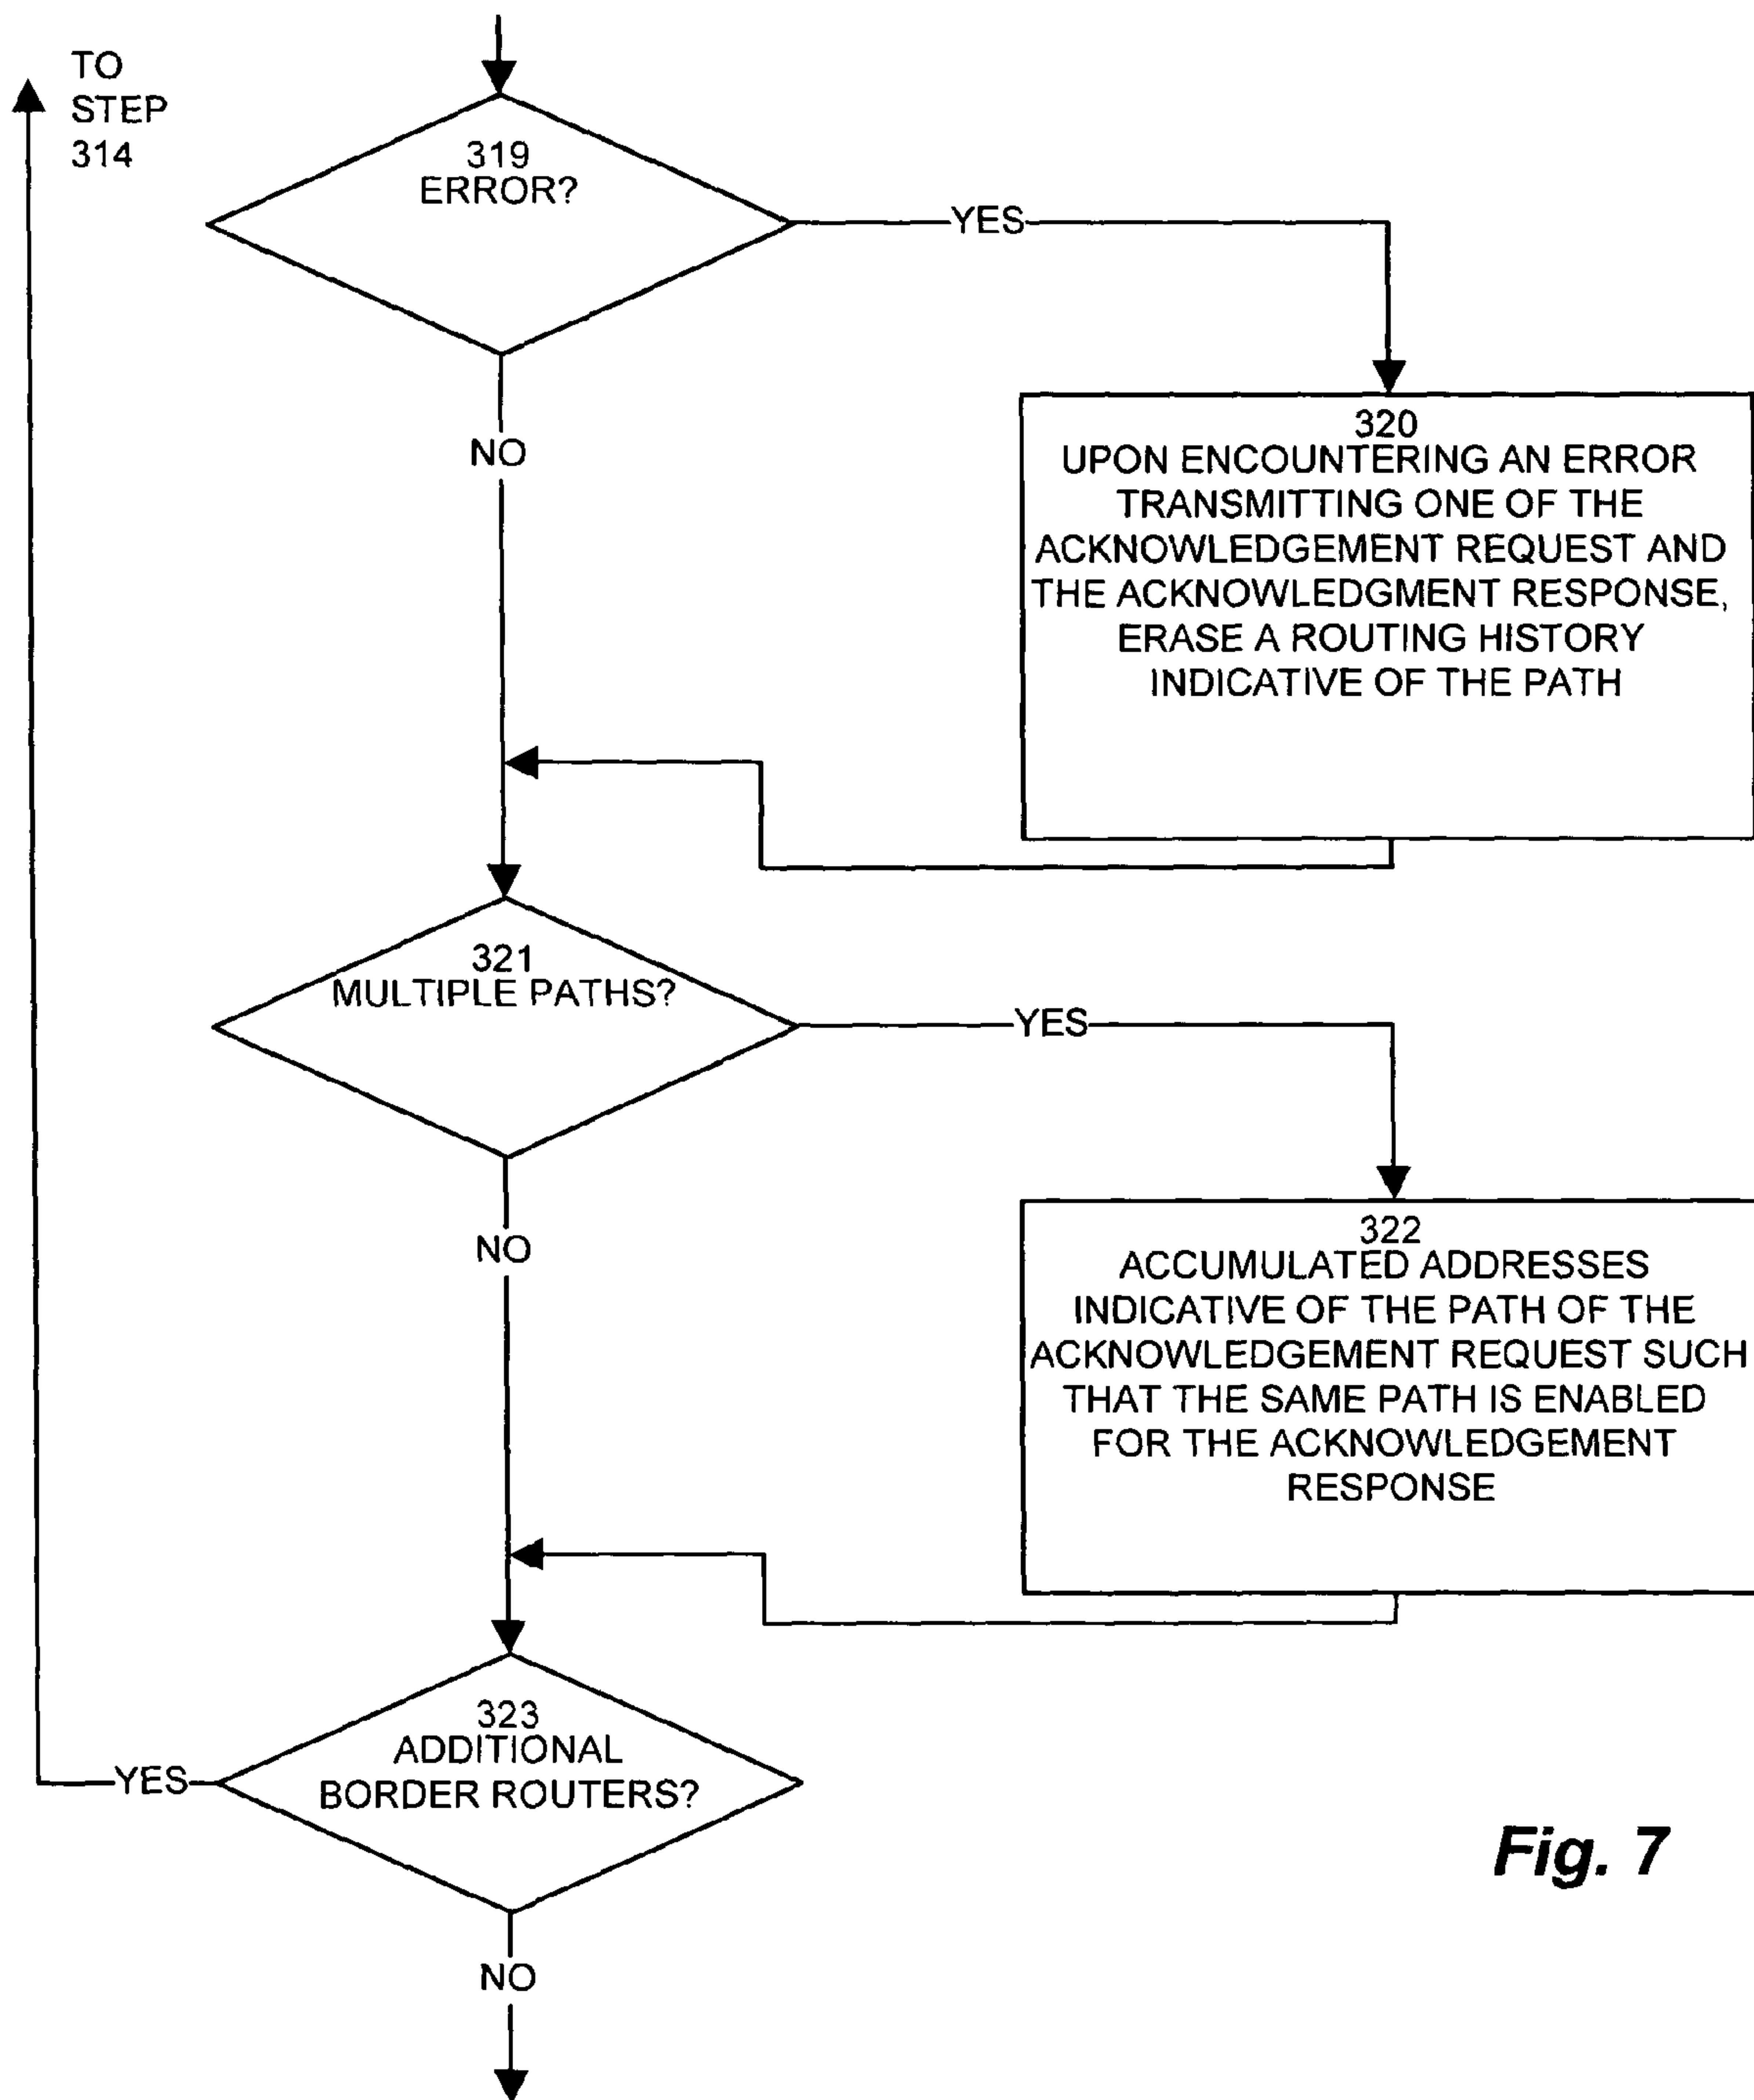 TO
STEP
314
319
ERROR?
YES
NO
320
UPON ENCOUNTERING AN ERROR
TRANSMITTING ONE OF THE
ACKNOWLEDGEMENT REQUEST AND
THE ACKNOWLEDGMENT RESPONSE,
ERASE A ROUTING HISTORY
INDICATIVE OF THE PATH
321
MULTIPLE PATHS?
YES
NO
322
ACCUMULATED ADDRESSES
INDICATIVE OF THE PATH OF THE
ACKNOWLEDGEMENT REQUEST SUCH
THAT THE SAME PATH IS ENABLED
FOR THE ACKNOWLEDGEMENT
RESPONSE
323
ADDITIONAL
BORDER ROUTERS?
YES
NO
Fig. 7